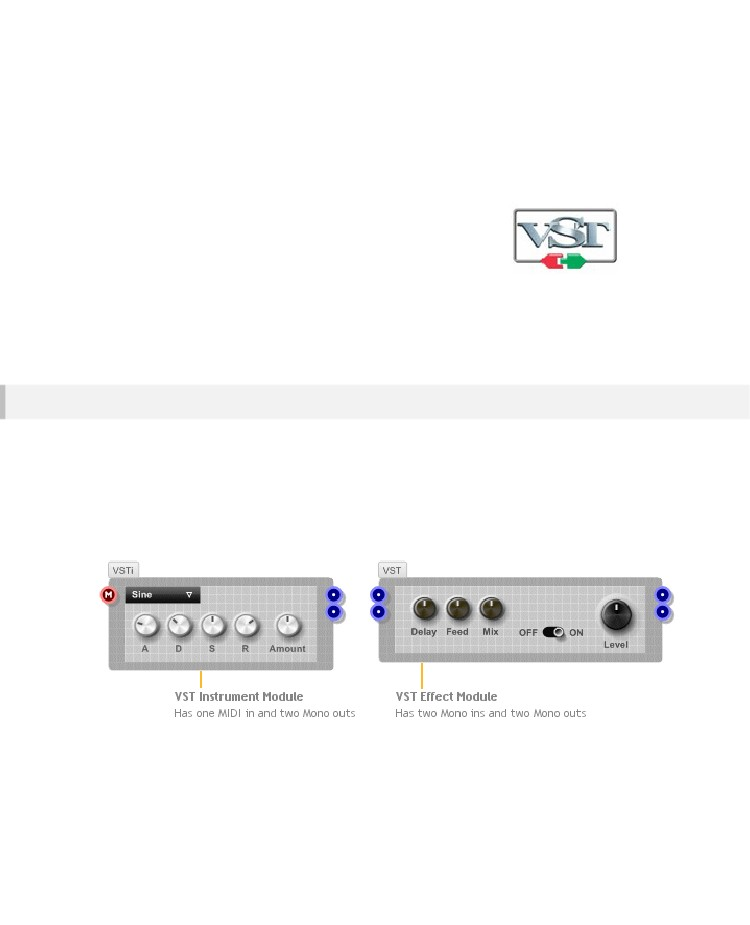 VST
VSTi
VST
M
Sine
A
D
S
R
Amount
Delay
Feed
Mix
OFF
ON
Level
VST Instrument Module
Has one MIDI in and two Mono outs
VST Effect Module
Has two Mono ins and two Mono outs